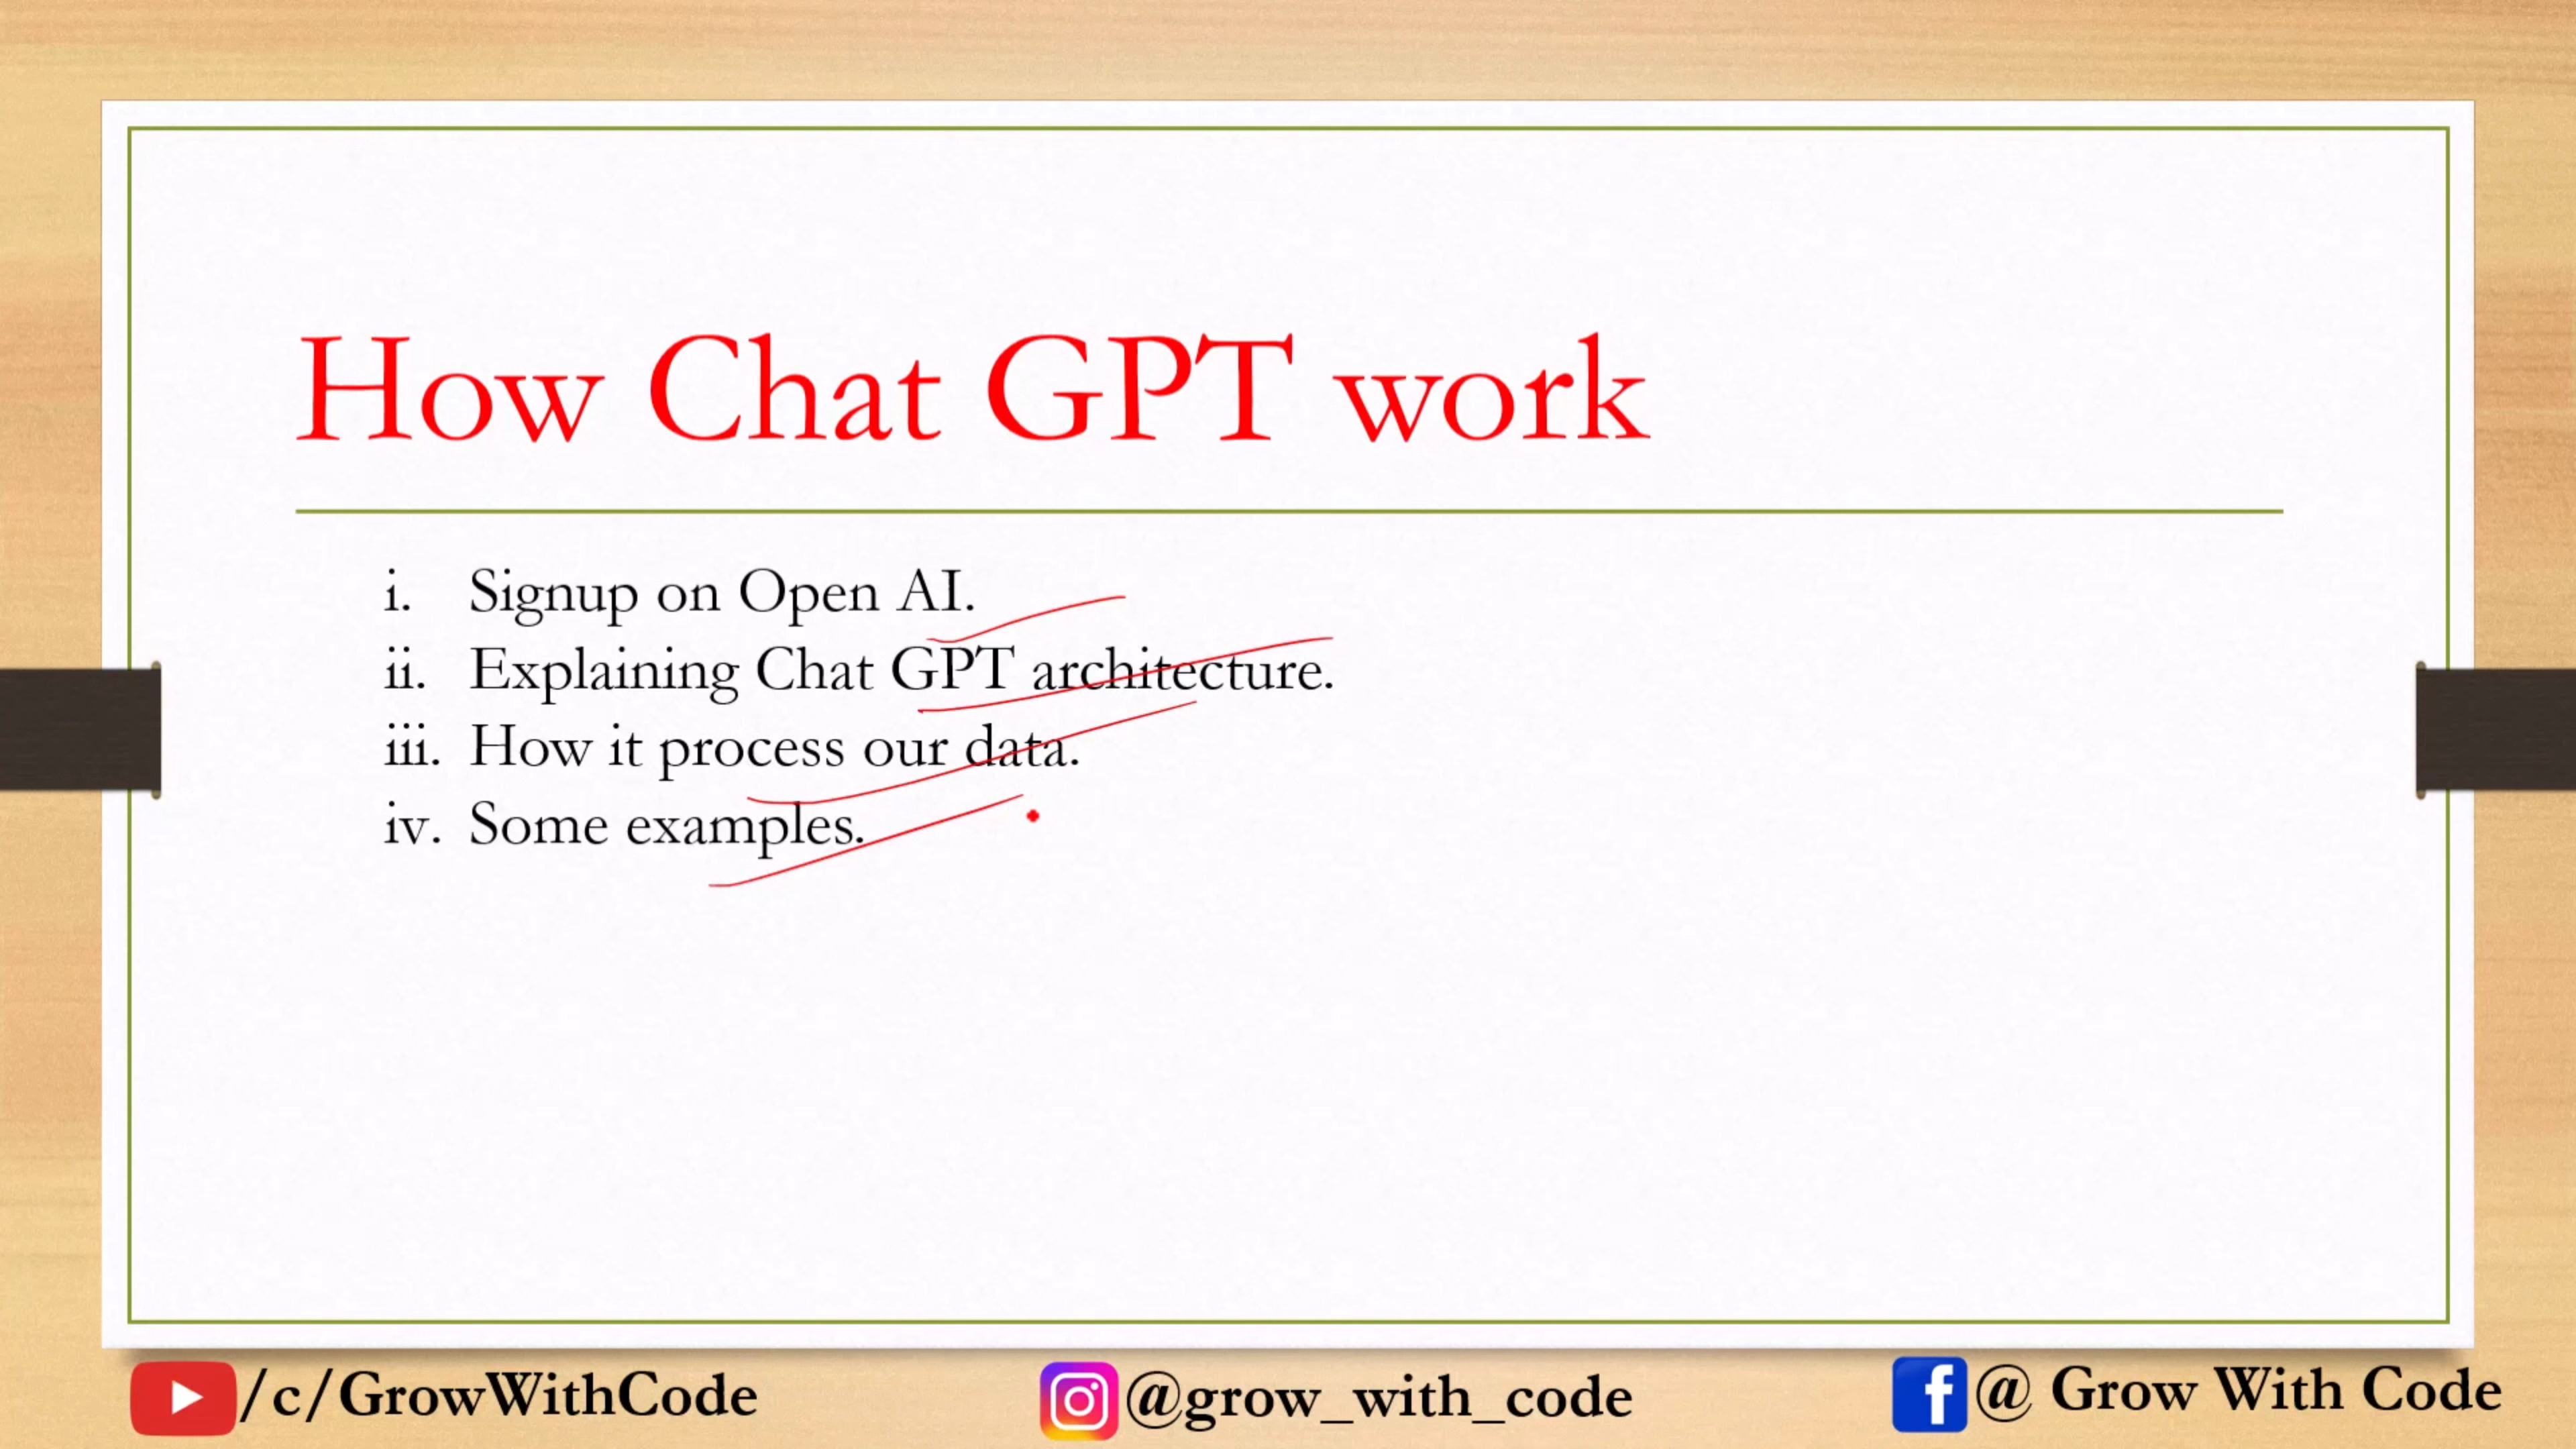 How Chat GPT work
i. Signup on Open AI.
ii. Explaining Chat GPT architecture.
iii. How it process our data.
iv. Some examples.
/c/GrowWithCode
@grow_with_code
@ Grow With Code